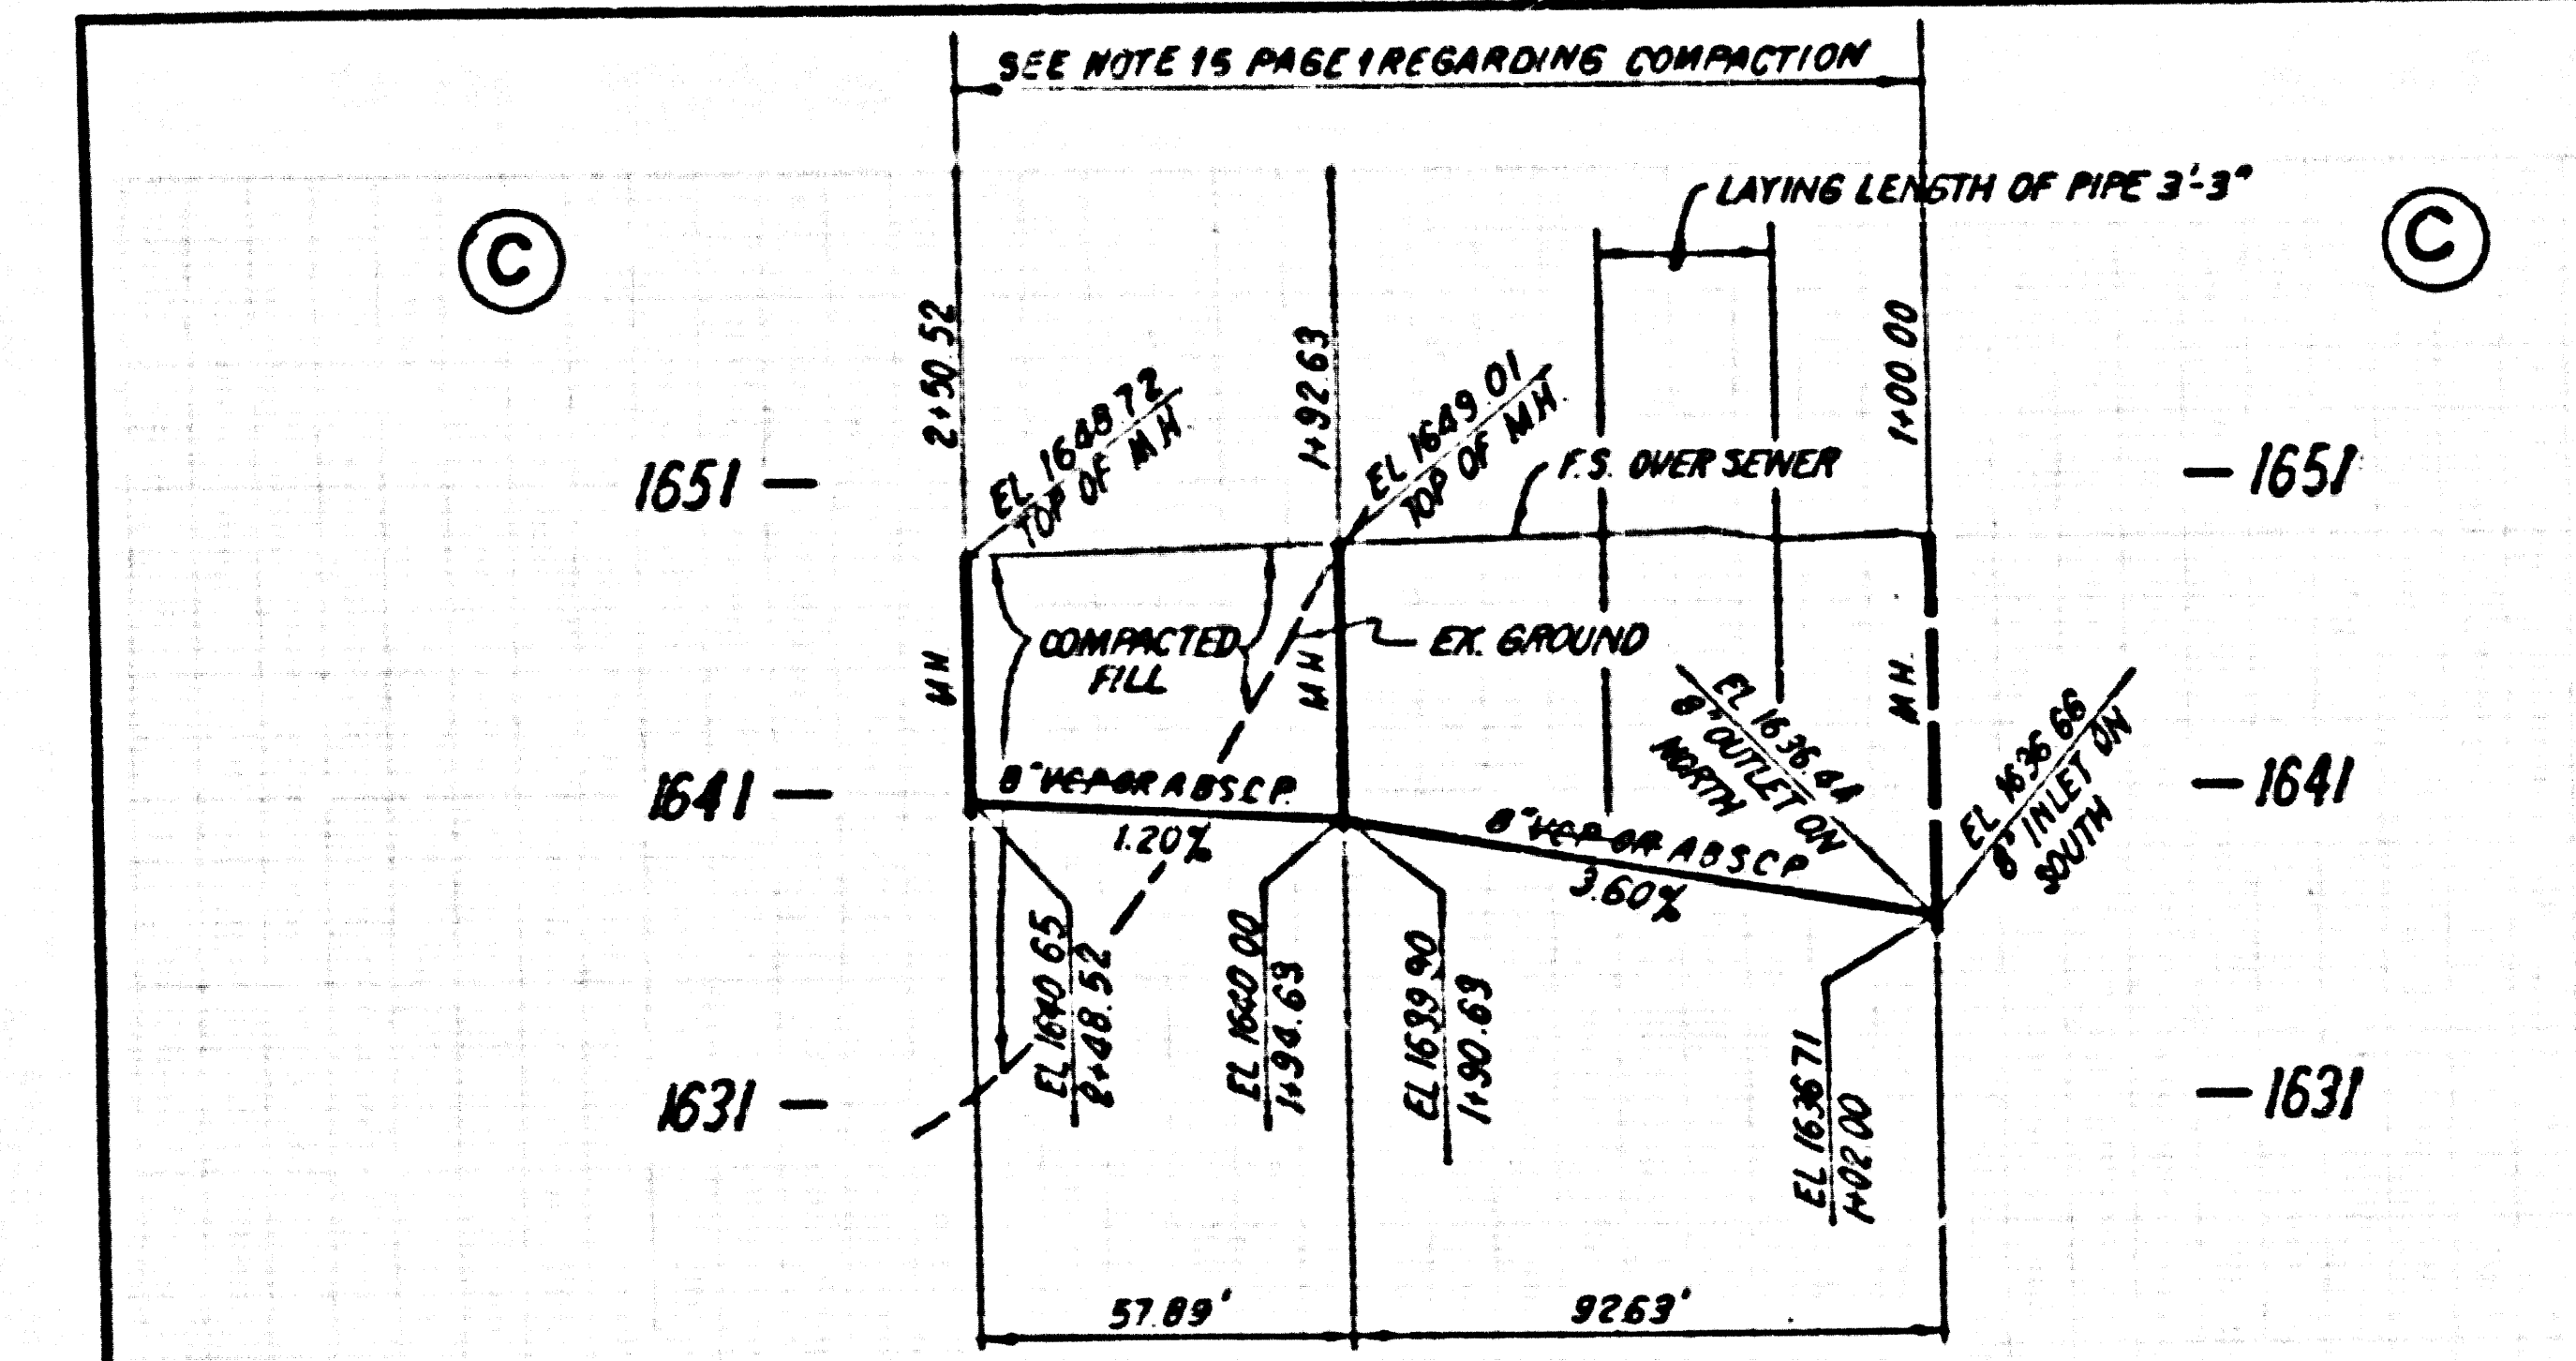 SEE NOTE 15 PAGE 1 REGARDING COMPACTION
LAYING LENGTH OF PIPE 3'-3"
C
C
2+50.52
1+92.63
1+00.00
EL 1648.72
TOP OF M.H.
EL 1649.01
TOP OF M.H.
F.S. OVER SEWER
1651
1651
COMPACTED
FILL
EX. GROUND
M H
M H
M H.
EL 1636.44
8" OUTLET ON
NORTH
EL 1636.66
8" INLET ON
SOUTH
1641
1641
8" VCP OR ABSCP.
1.20%
8" VCP OR ABSCP
3.60%
EL 1640.65
2+48.52
EL 1640.00
1+94.63
EL 1639.90
1+90.63
EL 1636.71
1+02.00
1631
1631
57.89'
92.63'